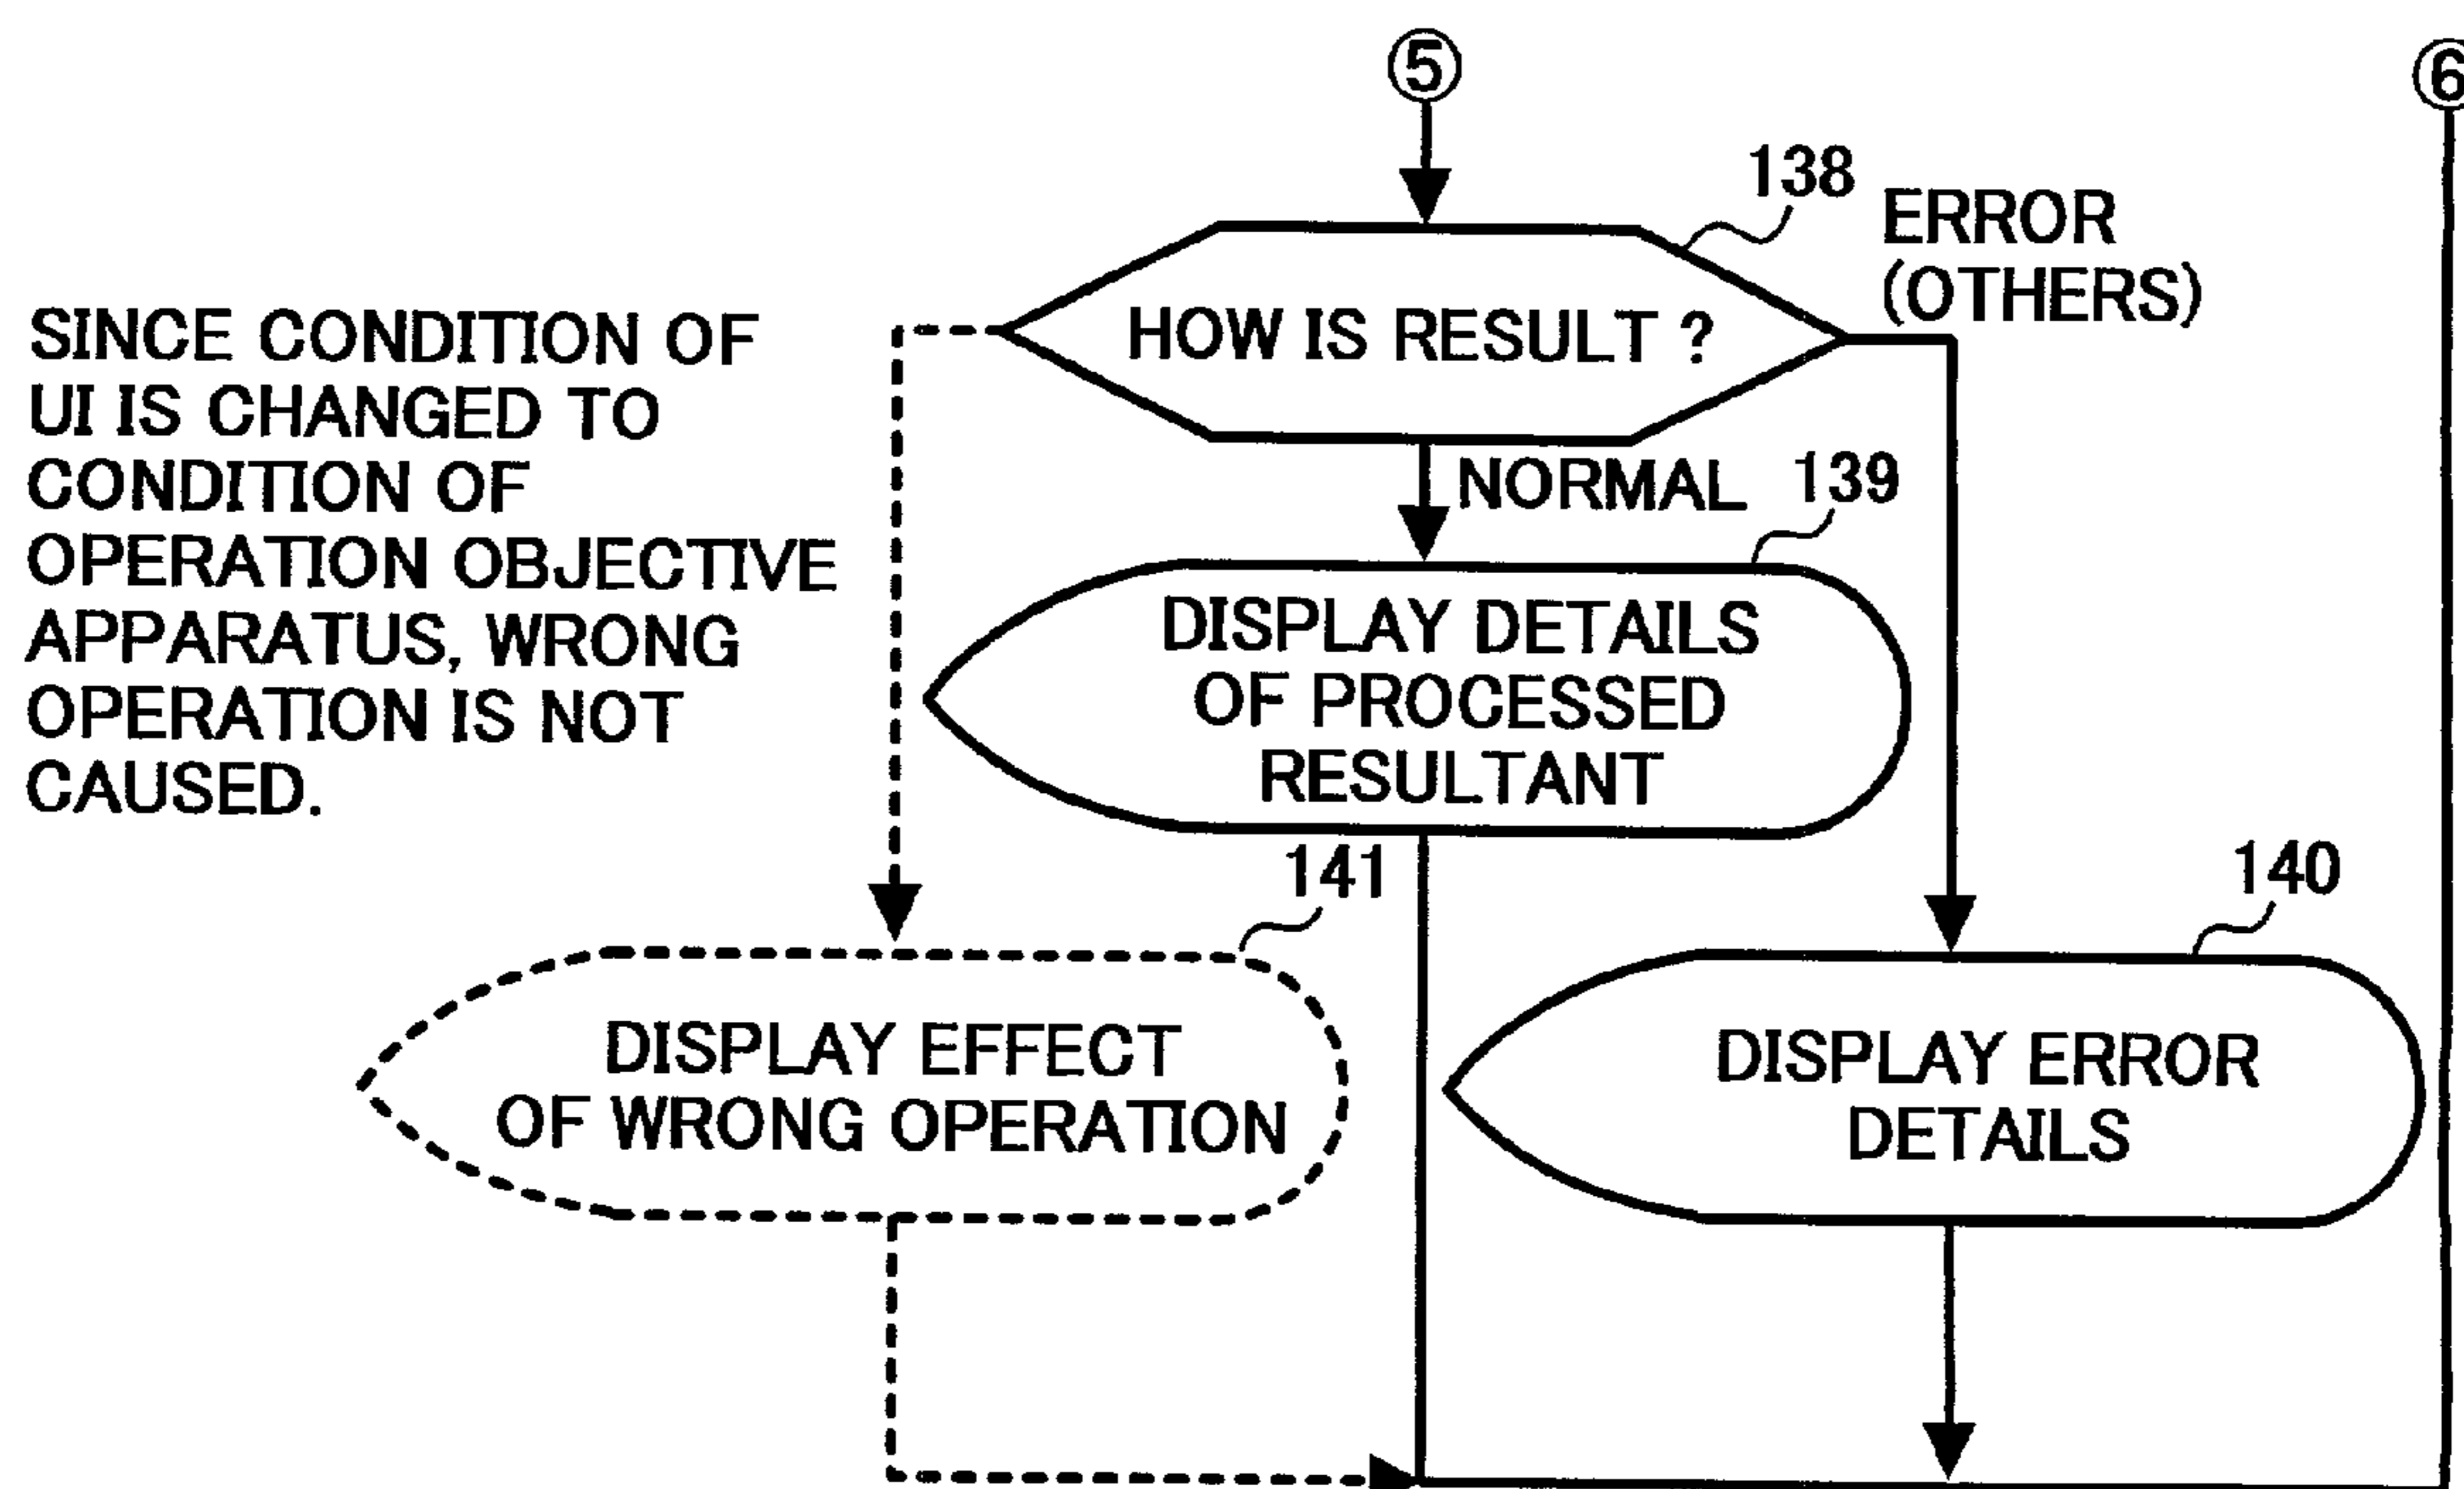 ⑤
⑥
138
ERROR
(OTHERS)
HOW IS RESULT ?
SINCE CONDITION OF
UI IS CHANGED TO
CONDITION OF
OPERATION OBJECTIVE
APPARATUS, WRONG
OPERATION IS NOT
CAUSED.
NORMAL
139
DISPLAY DETAILS
OF PROCESSED
RESULTANT
141
140
DISPLAY EFFECT
OF WRONG OPERATION
DISPLAY ERROR
DETAILS